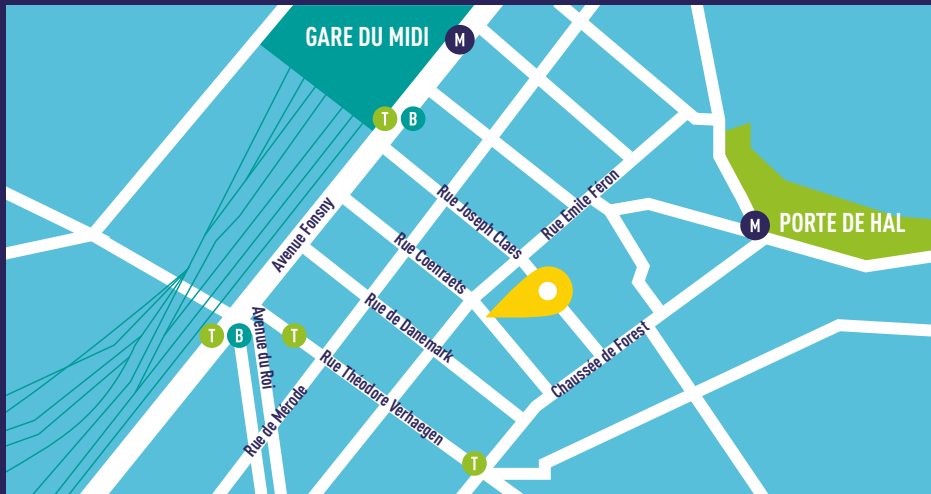 GARE DU MIDI
M
T
B
Rue Joseph Claes
Rue Emile Féron
Avenue Fonsny
Rue Coenraets
M
PORTE DE HAL
Rue de Danemark
T
B
Avenue du Roi
T
Rue Théodore Verhaegen
Chaussée de Forest
Rue de Mérode
T